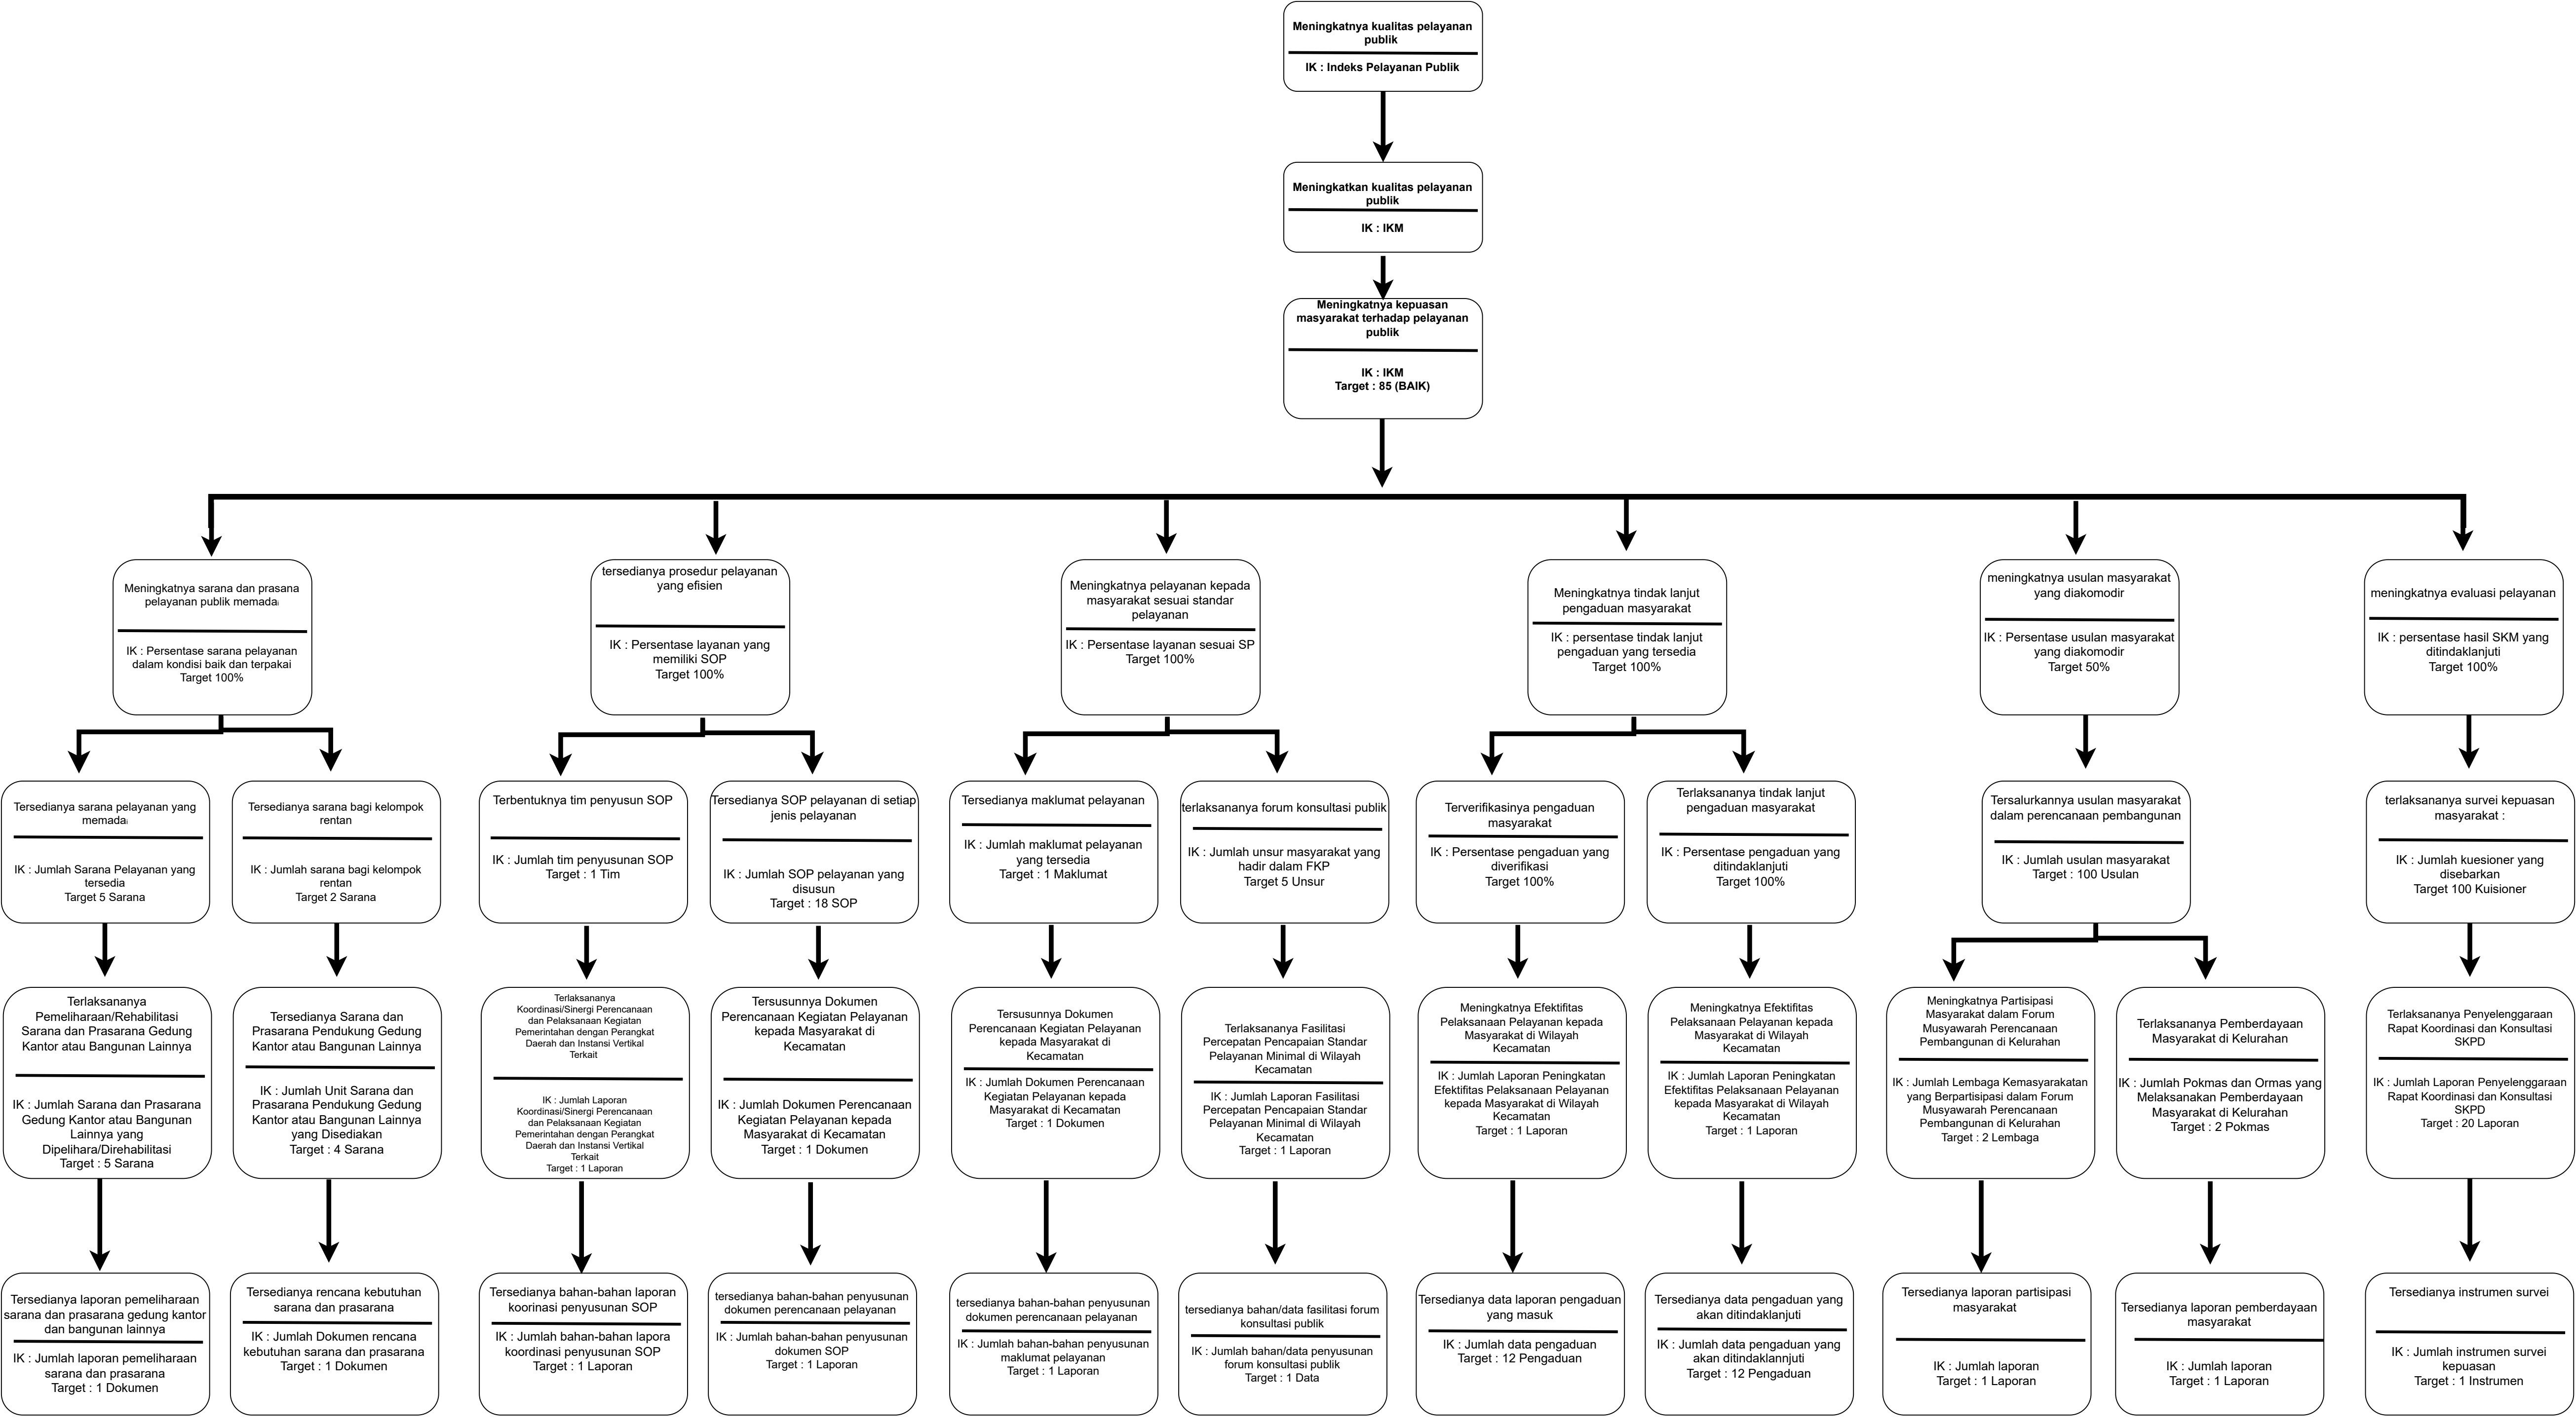 Meningkatnya kualitas pelayanan
publik
IK : Indeks Pelayanan Publik
Meningkatkan kualitas pelayanan
publik
IK : IKM
Meningkatnya kepuasan
masyarakat terhadap pelayanan
publik
IK : IKM
Target : 85 (BAIK)
Meningkatnya sarana dan prasana
pelayanan publik memadai
IK : Persentase sarana pelayanan
dalam kondisi baik dan terpakai
Target 100%
tersedianya prosedur pelayanan
yang efisien
IK : Persentase layanan yang
memiliki SOP
Target 100%
Meningkatnya pelayanan kepada
masyarakat sesuai standar
pelayanan
IK : Persentase layanan sesuai SP
Target 100%
Meningkatnya tindak lanjut
pengaduan masyarakat
IK : persentase tindak lanjut
pengaduan yang tersedia
Target 100%
meningkatnya usulan masyarakat
yang diakomodir
IK : Persentase usulan masyarakat
yang diakomodir
Target 50%
meningkatnya evaluasi pelayanan
IK : persentase hasil SKM yang
ditindaklanjuti
Target 100%
Tersedianya sarana pelayanan yang
memadai
IK : Jumlah Sarana Pelayanan yang
tersedia
Target 5 Sarana
Tersedianya sarana bagi kelompok
rentan
IK : Jumlah sarana bagi kelompok
rentan
Target 2 Sarana
Terbentuknya tim penyusun SOP
IK : Jumlah tim penyusunan SOP
Target : 1 Tim
Tersedianya SOP pelayanan di setiap
jenis pelayanan
IK : Jumlah SOP pelayanan yang
disusun
Target : 18 SOP
Tersedianya maklumat pelayanan
IK : Jumlah maklumat pelayanan
yang tersedia
Target : 1 Maklumat
terlaksananya forum konsultasi publik
IK : Jumlah unsur masyarakat yang
hadir dalam FKP
Target 5 Unsur
Terverifikasinya pengaduan
masyarakat
IK : Persentase pengaduan yang
diverifikasi
Target 100%
Terlaksananya tindak lanjut
pengaduan masyarakat
IK : Persentase pengaduan yang
ditindaklanjuti
Target 100%
Tersalurkannya usulan masyarakat
dalam perencanaan pembangunan
IK : Jumlah usulan masyarakat
Target : 100 Usulan
terlaksananya survei kepuasan
masyarakat :
IK : Jumlah kuesioner yang
disebarkan
Target 100 Kuisioner
Terlaksananya
Pemeliharaan/Rehabilitasi
Sarana dan Prasarana Gedung
Kantor atau Bangunan Lainnya
IK : Jumlah Sarana dan Prasarana
Gedung Kantor atau Bangunan
Lainnya yang
Dipelihara/Direhabilitasi
Target : 5 Sarana
Tersedianya Sarana dan
Prasarana Pendukung Gedung
Kantor atau Bangunan Lainnya
IK : Jumlah Unit Sarana dan
Prasarana Pendukung Gedung
Kantor atau Bangunan Lainnya
yang Disediakan
Target : 4 Sarana
Terlaksananya
Koordinasi/Sinergi Perencanaan
dan Pelaksanaan Kegiatan
Pemerintahan dengan Perangkat
Daerah dan Instansi Vertikal
Terkait
IK : Jumlah Laporan
Koordinasi/Sinergi Perencanaan
dan Pelaksanaan Kegiatan
Pemerintahan dengan Perangkat
Daerah dan Instansi Vertikal
Terkait
Target : 1 Laporan
Tersusunnya Dokumen
Perencanaan Kegiatan Pelayanan
kepada Masyarakat di
Kecamatan
IK : Jumlah Dokumen Perencanaan
Kegiatan Pelayanan kepada
Masyarakat di Kecamatan
Target : 1 Dokumen
Tersusunnya Dokumen
Perencanaan Kegiatan Pelayanan
kepada Masyarakat di
Kecamatan
IK : Jumlah Dokumen Perencanaan
Kegiatan Pelayanan kepada
Masyarakat di Kecamatan
Target : 1 Dokumen
Terlaksananya Fasilitasi
Percepatan Pencapaian Standar
Pelayanan Minimal di Wilayah
Kecamatan
IK : Jumlah Laporan Fasilitasi
Percepatan Pencapaian Standar
Pelayanan Minimal di Wilayah
Kecamatan
Target : 1 Laporan
Meningkatnya Efektifitas
Pelaksanaan Pelayanan kepada
Masyarakat di Wilayah
Kecamatan
IK : Jumlah Laporan Peningkatan
Efektifitas Pelaksanaan Pelayanan
kepada Masyarakat di Wilayah
Kecamatan
Target : 1 Laporan
Meningkatnya Efektifitas
Pelaksanaan Pelayanan kepada
Masyarakat di Wilayah
Kecamatan
IK : Jumlah Laporan Peningkatan
Efektifitas Pelaksanaan Pelayanan
kepada Masyarakat di Wilayah
Kecamatan
Target : 1 Laporan
Meningkatnya Partisipasi
Masyarakat dalam Forum
Musyawarah Perencanaan
Pembangunan di Kelurahan
IK : Jumlah Lembaga Kemasyarakatan
yang Berpartisipasi dalam Forum
Musyawarah Perencanaan
Pembangunan di Kelurahan
Target : 2 Lembaga
Terlaksananya Pemberdayaan
Masyarakat di Kelurahan
IK : Jumlah Pokmas dan Ormas yang
Melaksanakan Pemberdayaan
Masyarakat di Kelurahan
Target : 2 Pokmas
Terlaksananya Penyelenggaraan
Rapat Koordinasi dan Konsultasi
SKPD
IK : Jumlah Laporan Penyelenggaraan
Rapat Koordinasi dan Konsultasi
SKPD
Target : 20 Laporan
Tersedianya laporan pemeliharaan
sarana dan prasarana gedung kantor
dan bangunan lainnya
IK : Jumlah laporan pemeliharaan
sarana dan prasarana
Target : 1 Dokumen
Tersedianya rencana kebutuhan
sarana dan prasarana
IK : Jumlah Dokumen rencana
kebutuhan sarana dan prasarana
Target : 1 Dokumen
Tersedianya bahan-bahan laporan
koorinasi penyusunan SOP
IK : Jumlah bahan-bahan lapora
koordinasi penyusunan SOP
Target : 1 Laporan
tersedianya bahan-bahan penyusunan
dokumen perencanaan pelayanan
IK : Jumlah bahan-bahan penyusunan
dokumen SOP
Target : 1 Laporan
tersedianya bahan-bahan penyusunan
dokumen perencanaan pelayanan
IK : Jumlah bahan-bahan penyusunan
maklumat pelayanan
Target : 1 Laporan
tersedianya bahan/data fasilitasi forum
konsultasi publik
IK : Jumlah bahan/data penyusunan
forum konsultasi publik
Target : 1 Data
Tersedianya data laporan pengaduan
yang masuk
IK : Jumlah data pengaduan
Target : 12 Pengaduan
Tersedianya data pengaduan yang
akan ditindaklanjuti
IK : Jumlah data pengaduan yang
akan ditindaklannjuti
Target : 12 Pengaduan
Tersedianya laporan partisipasi
masyarakat
IK : Jumlah laporan
Target : 1 Laporan
Tersedianya laporan pemberdayaan
masyarakat
IK : Jumlah laporan
Target : 1 Laporan
Tersedianya instrumen survei
IK : Jumlah instrumen survei
kepuasan
Target : 1 Instrumen